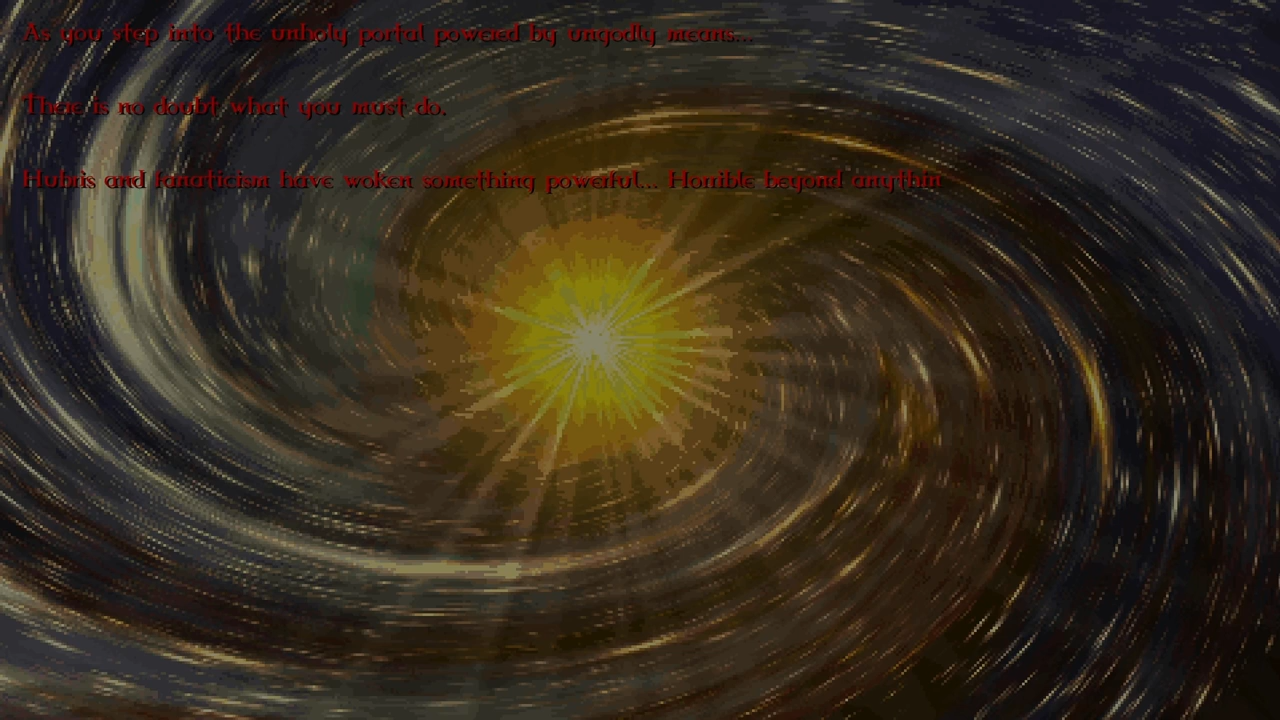 As you step into the unholy portal powered by ungodly means...
There is no doubt what you must do.
Hubris and fanaticism have woken something powerful... Horrible beyond anythin